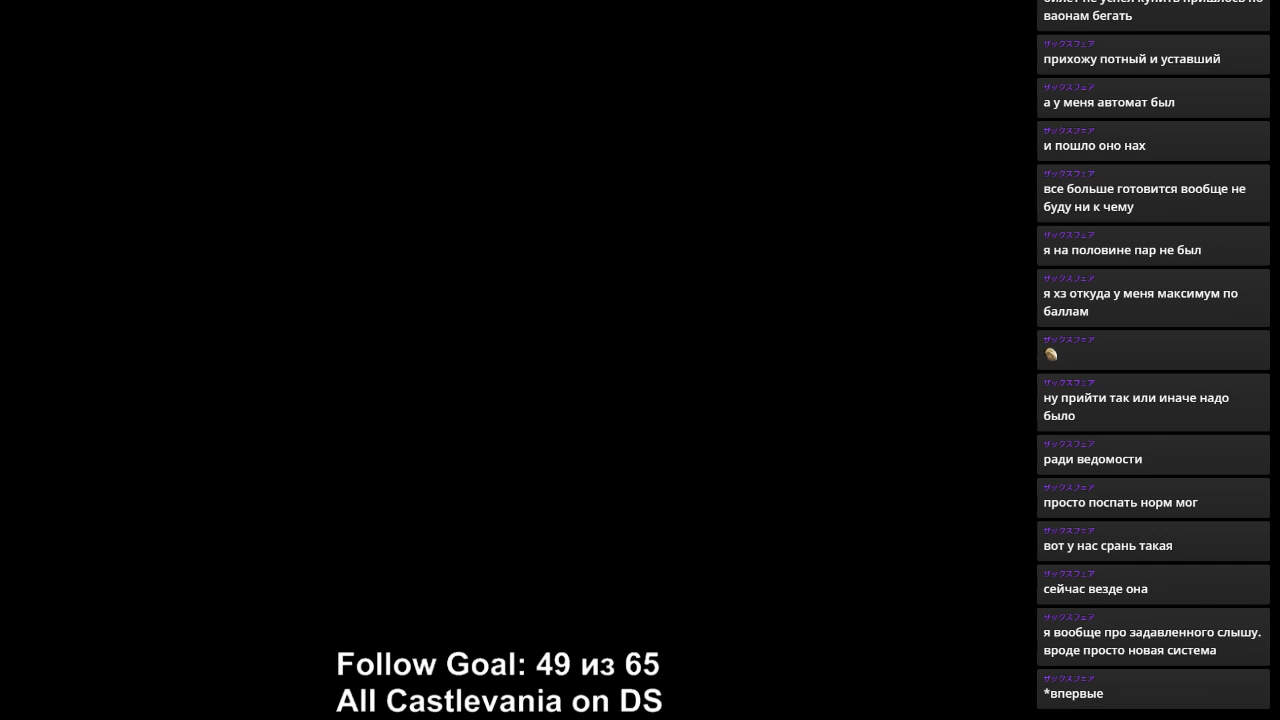 ваонам бегать
ザックスフェア
прихожу потный и уставший
ザックスフェア
а у меня автомат был
ザックスフェア
и пошло оно нах
ザックスフェア
все больше готовится вообще не
буду ни к чему
ザックスフェア
я на половине пар не был
ザックスフェア
я хз откуда у меня максимум по
баллам
ザックスフェア
ザックスフェア
ну прийти так или иначе надо
было
ザックスフェア
ради ведомости
ザックスフェア
просто поспать норм мог
ザックスフェア
вот у нас срань такая
ザックスフェア
сейчас везде она
ザックスフェア
я вообще про задавленного слышу.
вроде просто новая система
ザックスフェア
*впервые
Follow Goal: 49 из 65
All Castlevania on DS